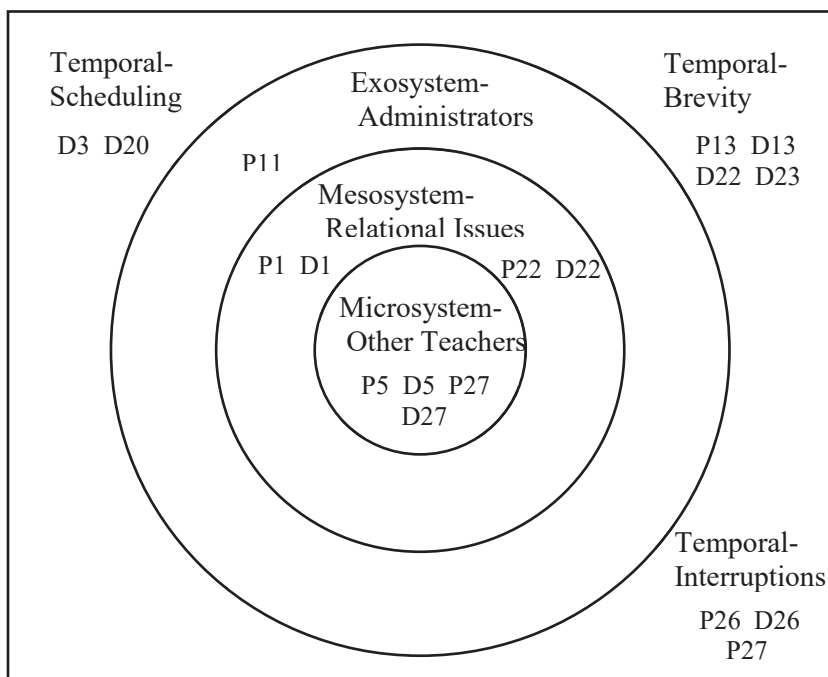 Temporal-
Scheduling
D3 D20
Exosystem-
Administrators
P11
Temporal-
Brevity
P13 D13
D22 D23
Mesosystem-
Relational Issues
P1 D1
P22 D22
Microsystem-
Other Teachers
P5 D5 P27
D27
Temporal-
Interruptions
P26 D26
P27